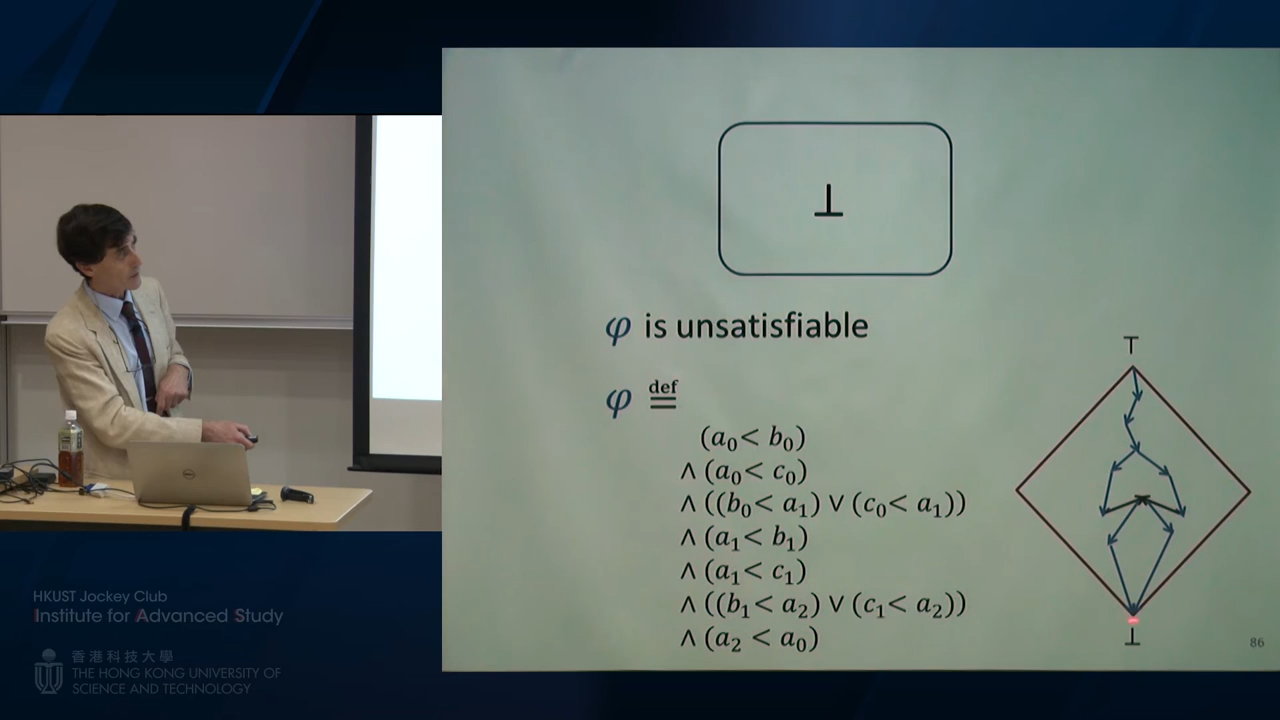 ⊥
φ is unsatisfiable
φ ≝
(a₀< b₀)
∧ (a₀< c₀)
∧ ((b₀< a₁) ∨ (c₀< a₁))
∧ (a₁< b₁)
∧ (a₁< c₁)
∧ ((b₁< a₂) ∨ (c₁< a₂))
∧ (a₂ < a₀)
⊤
⊥
86
DELL
HKUST Jockey Club
Institute for Advanced Study
香港科技大學
THE HONG KONG UNIVERSITY OF
SCIENCE AND TECHNOLOGY